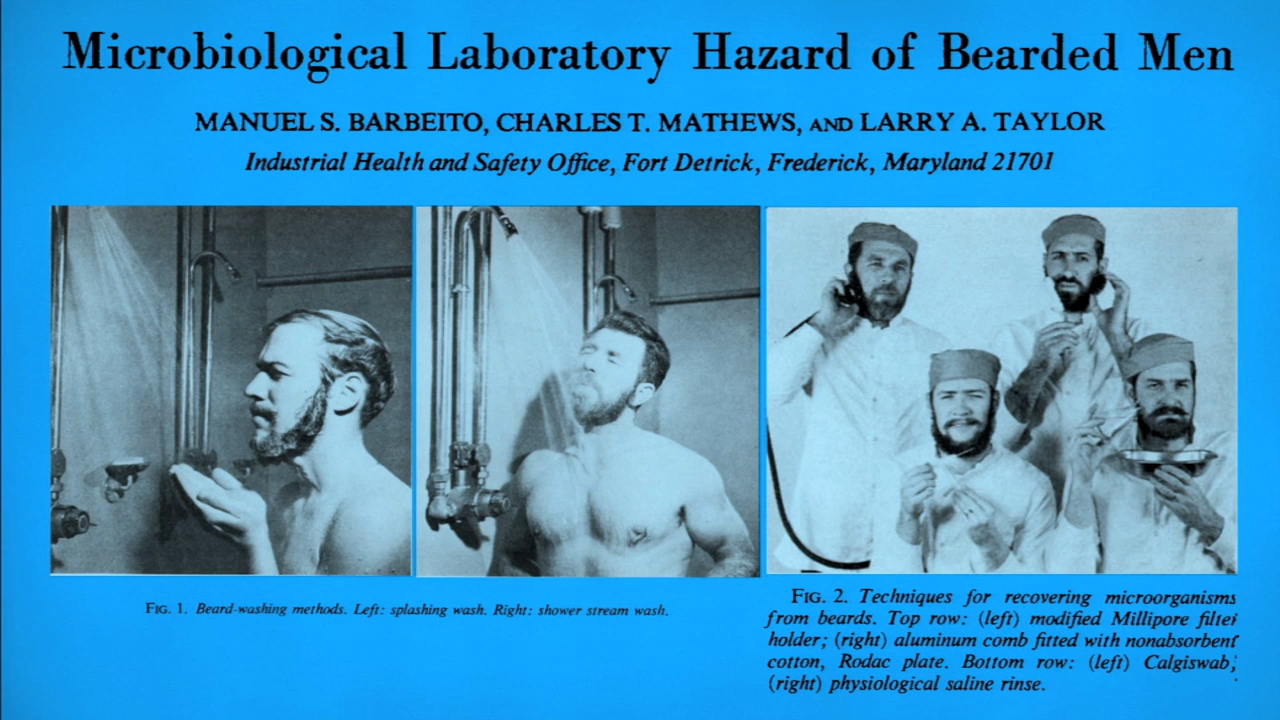 Microbiological Laboratory Hazard of Bearded Men
MANUEL S. BARBEITO, CHARLES T. MATHEWS, AND LARRY A. TAYLOR
Industrial Health and Safety Office, Fort Detrick, Frederick, Maryland 21701
FIG. 1. Beard-washing methods. Left: splashing wash. Right: shower stream wash.
FIG. 2. Techniques for recovering microorganisms
from beards. Top row: (left) modified Millipore filter
holder; (right) aluminum comb fitted with nonabsorbent
cotton, Rodac plate. Bottom row: (left) Calgiswab;
(right) physiological saline rinse.